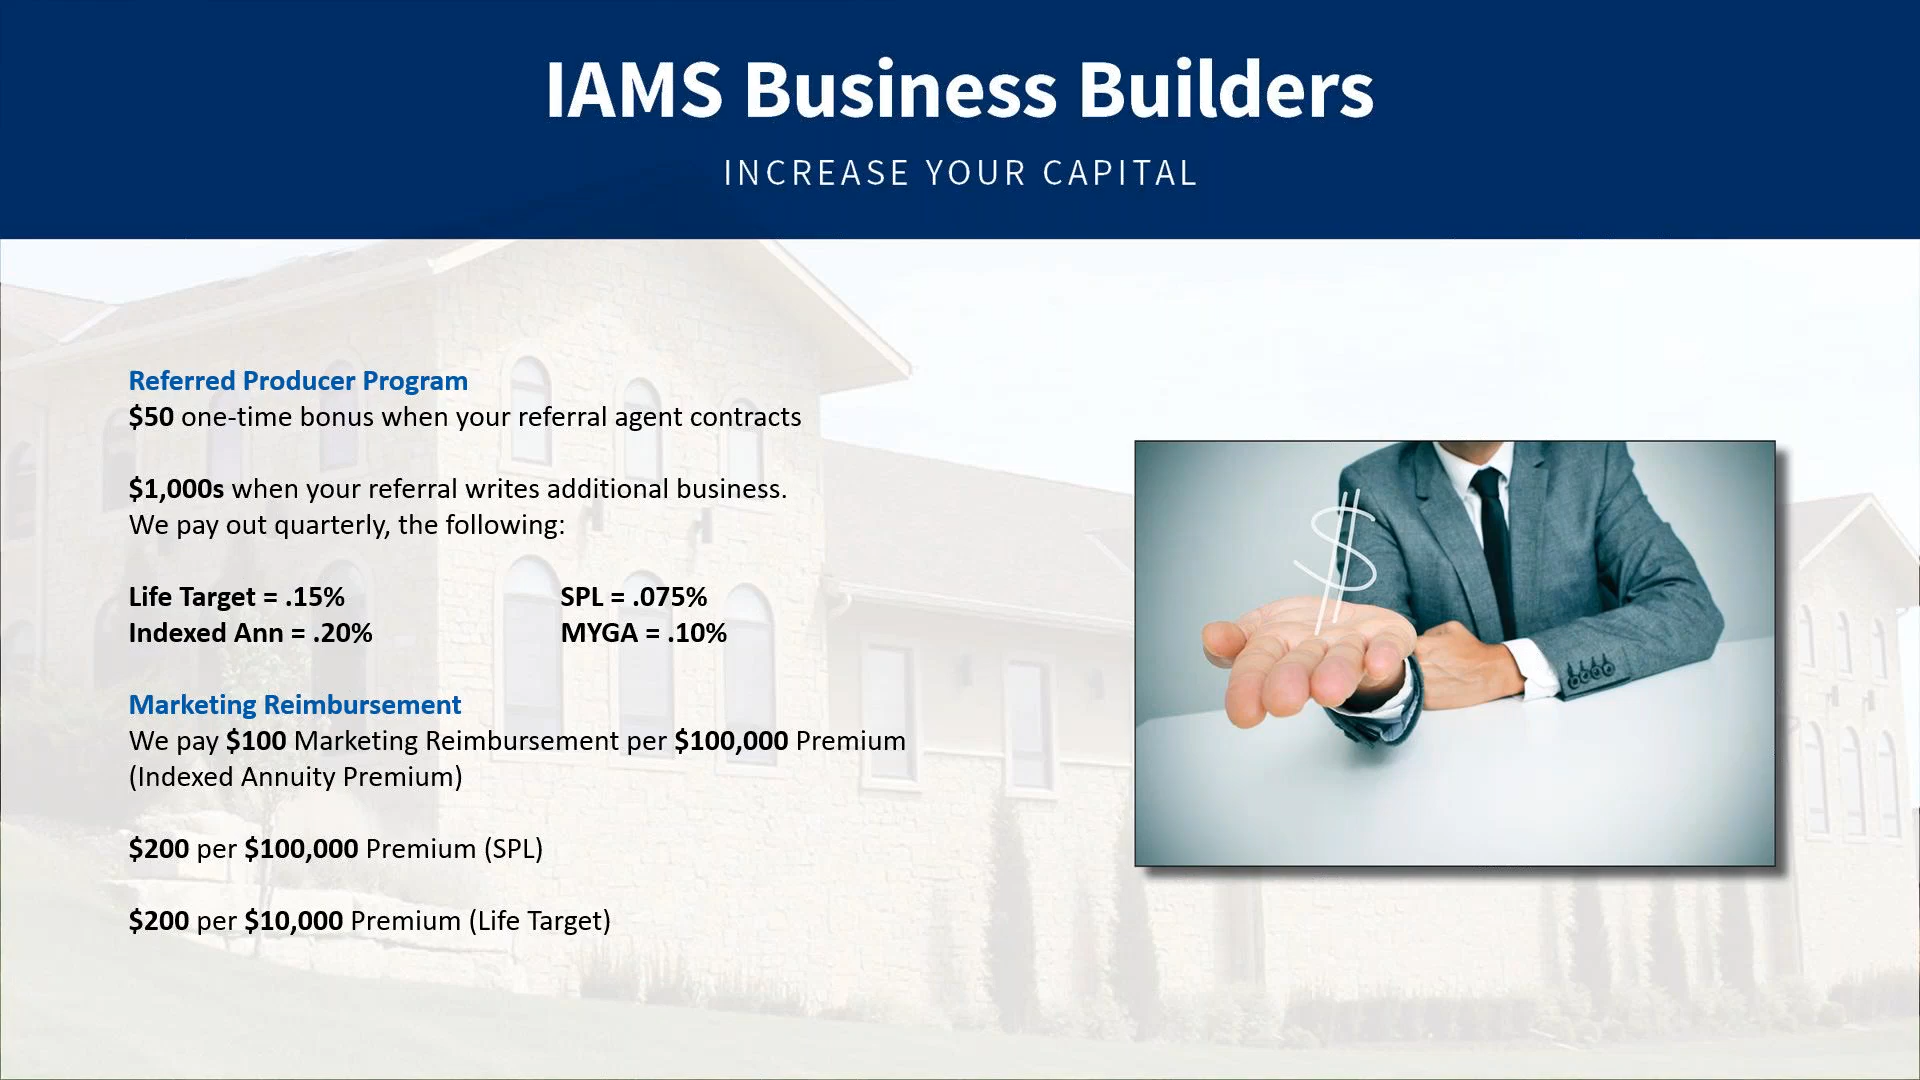 IAMS Business Builders
INCREASE YOUR CAPITAL
Referred Producer Program
$50 one-time bonus when your referral agent contracts
$1,000s when your referral writes additional business.
We pay out quarterly, the following:
Life Target = .15% SPL = .075%
Indexed Ann = .20% MYGA = .10%
Marketing Reimbursement
We pay $100 Marketing Reimbursement per $100,000 Premium
(Indexed Annuity Premium)
$200 per $100,000 Premium (SPL)
$200 per $10,000 Premium (Life Target)
$